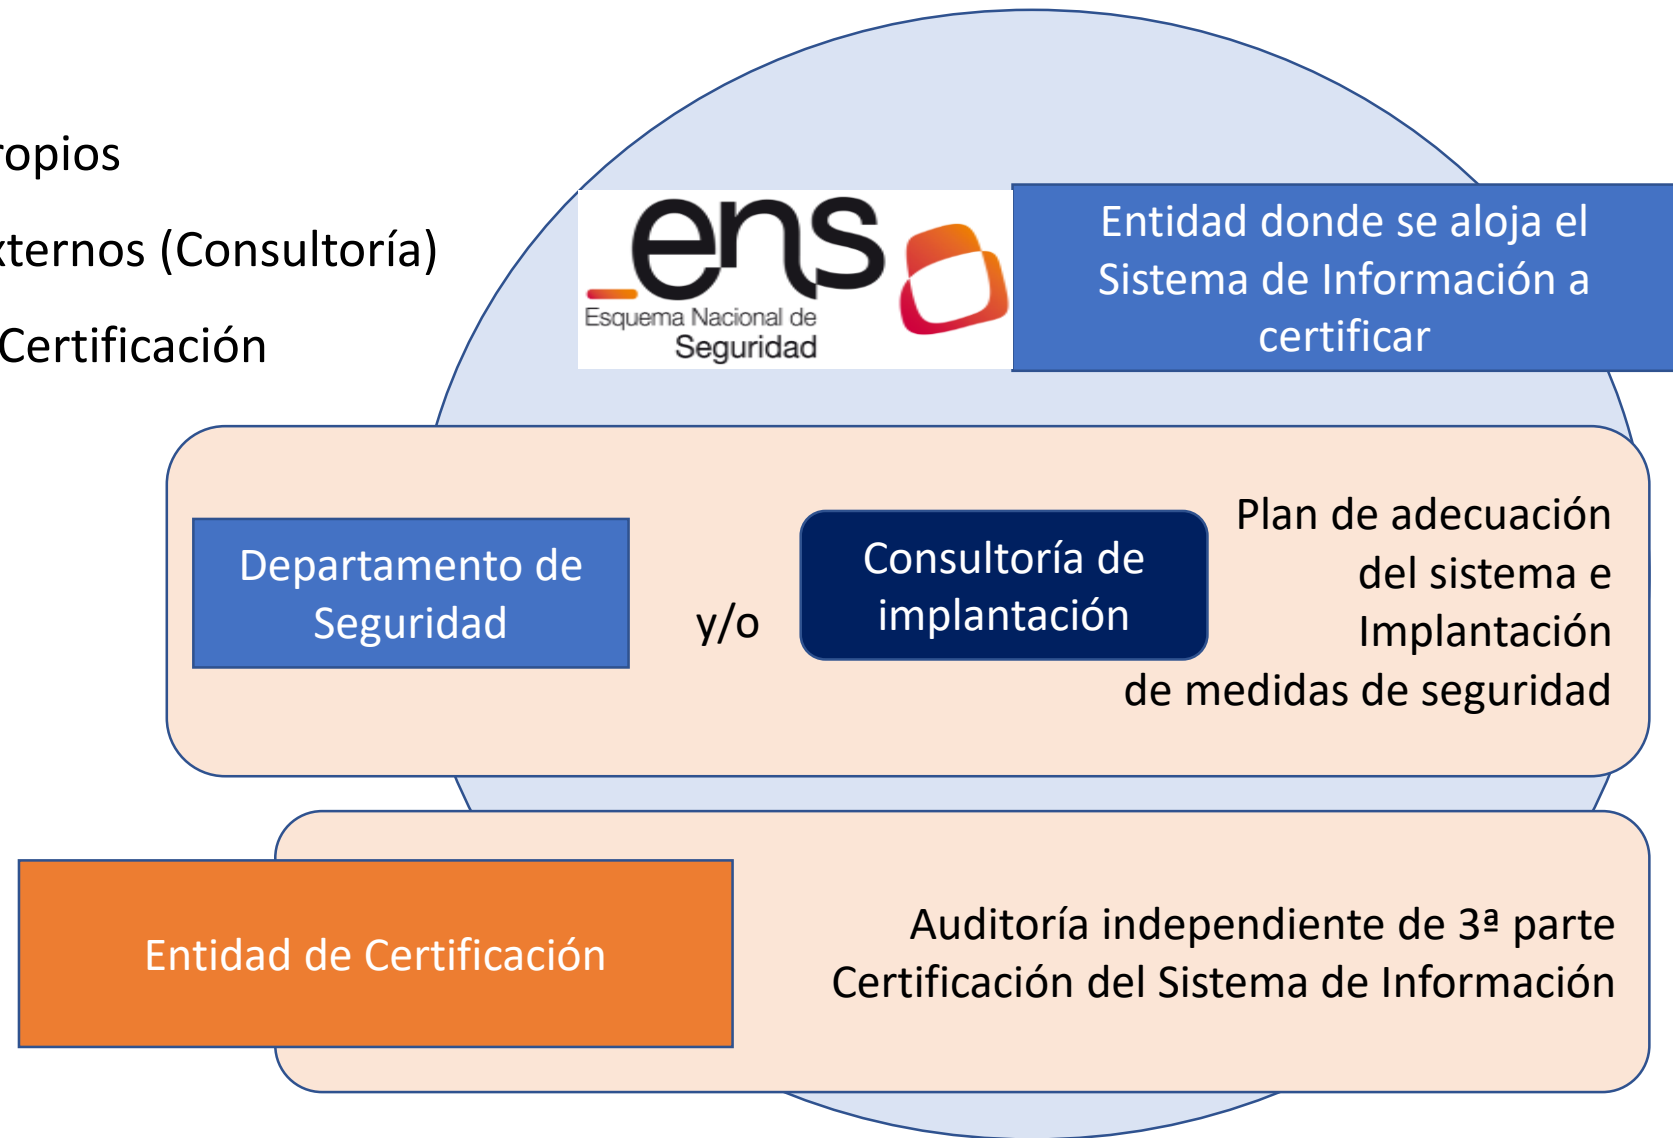 ropios
xternos (Consultoría)
Certificación
ens
Esquema Nacional de
Seguridad
Entidad donde se aloja el
Sistema de Información a
certificar
Departamento de
Seguridad
y/o
Consultoría de
implantación
Plan de adecuación
del sistema e
Implantación
de medidas de seguridad
Entidad de Certificación
Auditoría independiente de 3ª parte
Certificación del Sistema de Información